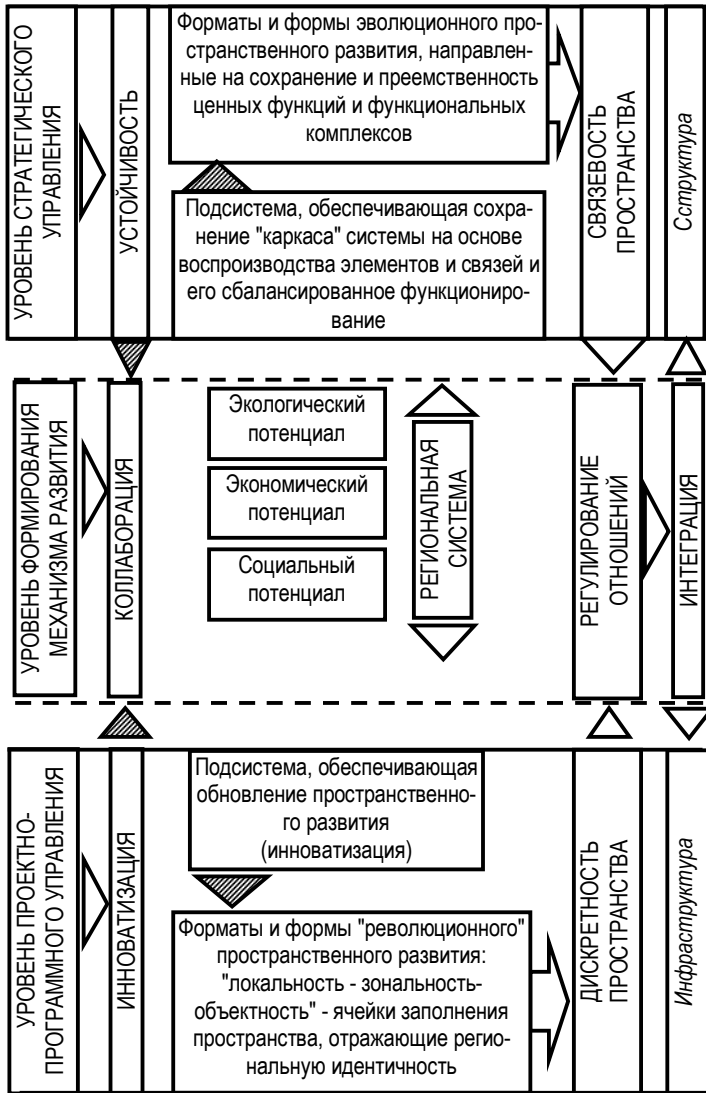 УРОВЕНЬ СТРАТЕГИЧЕСКОГО
УПРАВЛЕНИЯ
УСТОЙЧИВОСТЬ
Форматы и формы эволюционного про-
странственного развития, направлен-
ные на сохранение и преемственность
ценных функций и функциональных
комплексов
Подсистема, обеспечивающая сохра-
нение "каркаса" системы на основе
воспроизводства элементов и связей и
его сбалансированное функциониро-
вание
СВЯЗЕВОСТЬ
ПРОСТРАНСТВА
Сструктура
УРОВЕНЬ ФОРМИРОВАНИЯ
МЕХАНИЗМА РАЗВИТИЯ
КОЛЛАБОРАЦИЯ
Экологический
потенциал
Экономический
потенциал
Социальный
потенциал
РЕГИОНАЛЬНАЯ
СИСТЕМА
РЕГУЛИРОВАНИЕ
ОТНОШЕНИЙ
ИНТЕГРАЦИЯ
УРОВЕНЬ ПРОЕКТНО-
ПРОГРАММНОГО УПРАВЛЕНИЯ
ИННОВАТИЗАЦИЯ
Подсистема, обеспечивающая
обновление пространственно-
го развития
(инноватизация)
Форматы и формы "революционного"
пространственного развития:
"локальность - зональность-
объектность" - ячейки заполнения
пространства, отражающие регио-
нальную идентичность
ДИСКРЕТНОСТЬ
ПРОСТРАНСТВА
Инфраструктура